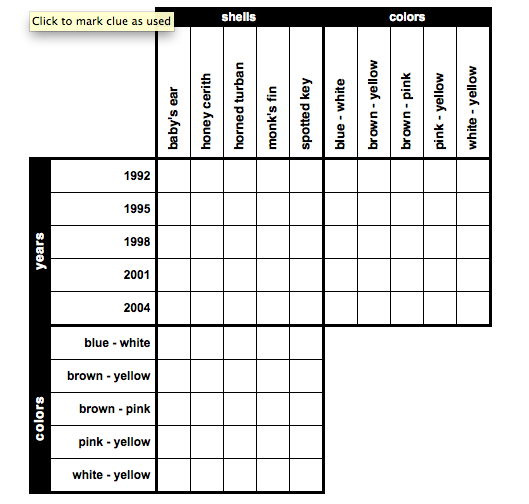 Click to mark clue as used
shells
colors
baby's ear
honey cerith
horned turban
monk's fin
spotted key
blue - white
brown - yellow
brown - pink
pink - yellow
white - yellow
years
1992
1995
1998
2001
2004
colors
blue - white
brown - yellow
brown - pink
pink - yellow
white - yellow